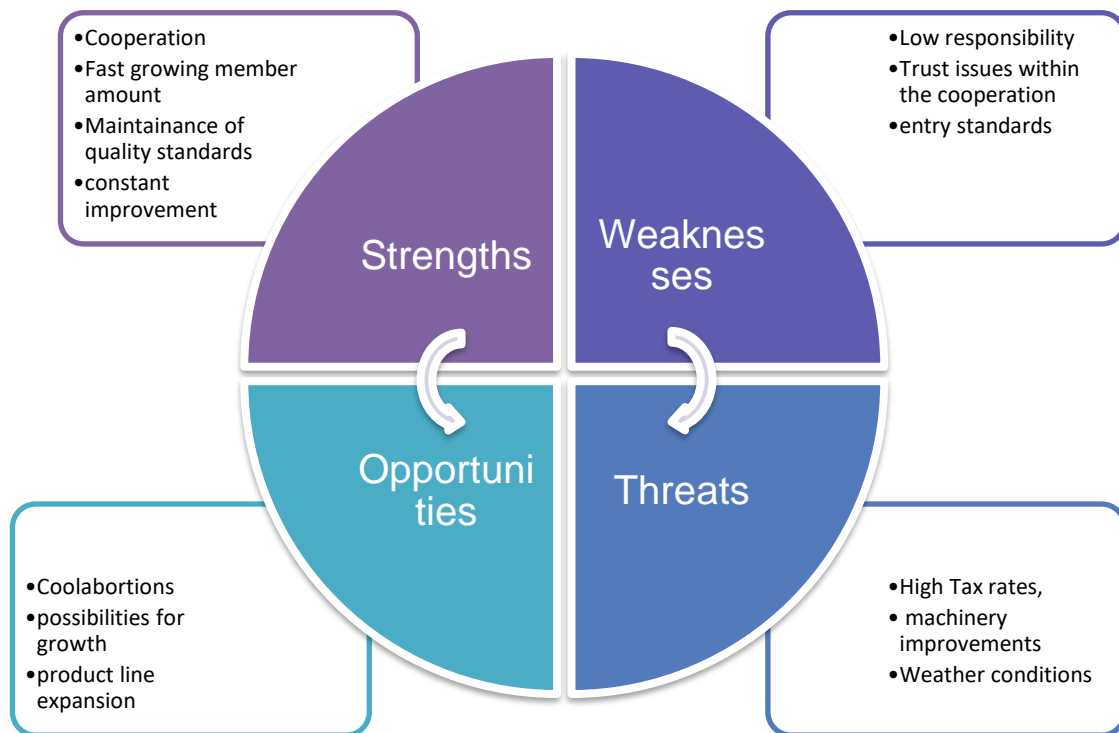 •Cooperation
•Fast growing member
amount
•Maintainance of
quality standards
•constant
improvement
•Low responsibility
•Trust issues within
the cooperation
•entry standards
Strengths
Weaknes
ses
Opportuni
ties
Threats
•Coolabortions
•possibilities for
growth
•product line
expansion
•High Tax rates,
• machinery
improvements
•Weather conditions